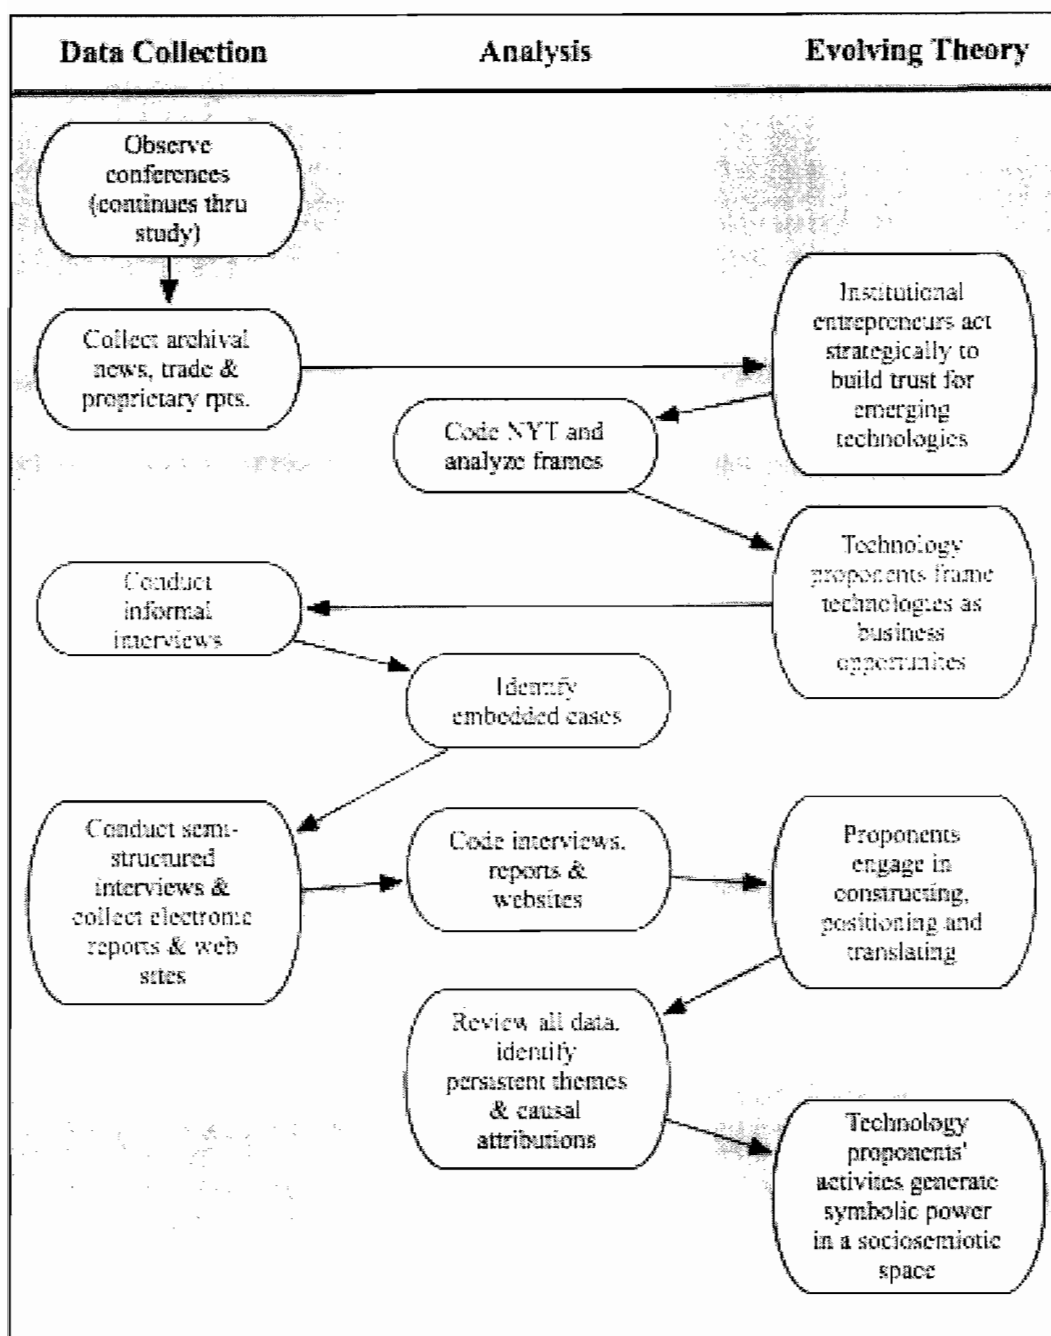 Data Collection
Analysis
Evolving Theory
Observe
conferences
(continues thru
study)
Collect archival
news, trade &
proprietary rpts.
Institutional
entrepreneurs act
strategically to
build trust for
emerging
technologies
Code NYT and
analyze frames
Technology
proponents frame
technologies as
business
opportunites
Conduct
informal
interviews
Identify
embedded cases
Conduct semi-
structured
interviews &
collect electronic
reports & web
sites
Code interviews,
reports &
websites
Proponents
engage in
constructing,
positioning and
translating
Review all data,
identify
persistent themes
& causal
attributions
Technology
proponents'
activites generate
symbolic power
in a sociosemiotic
space